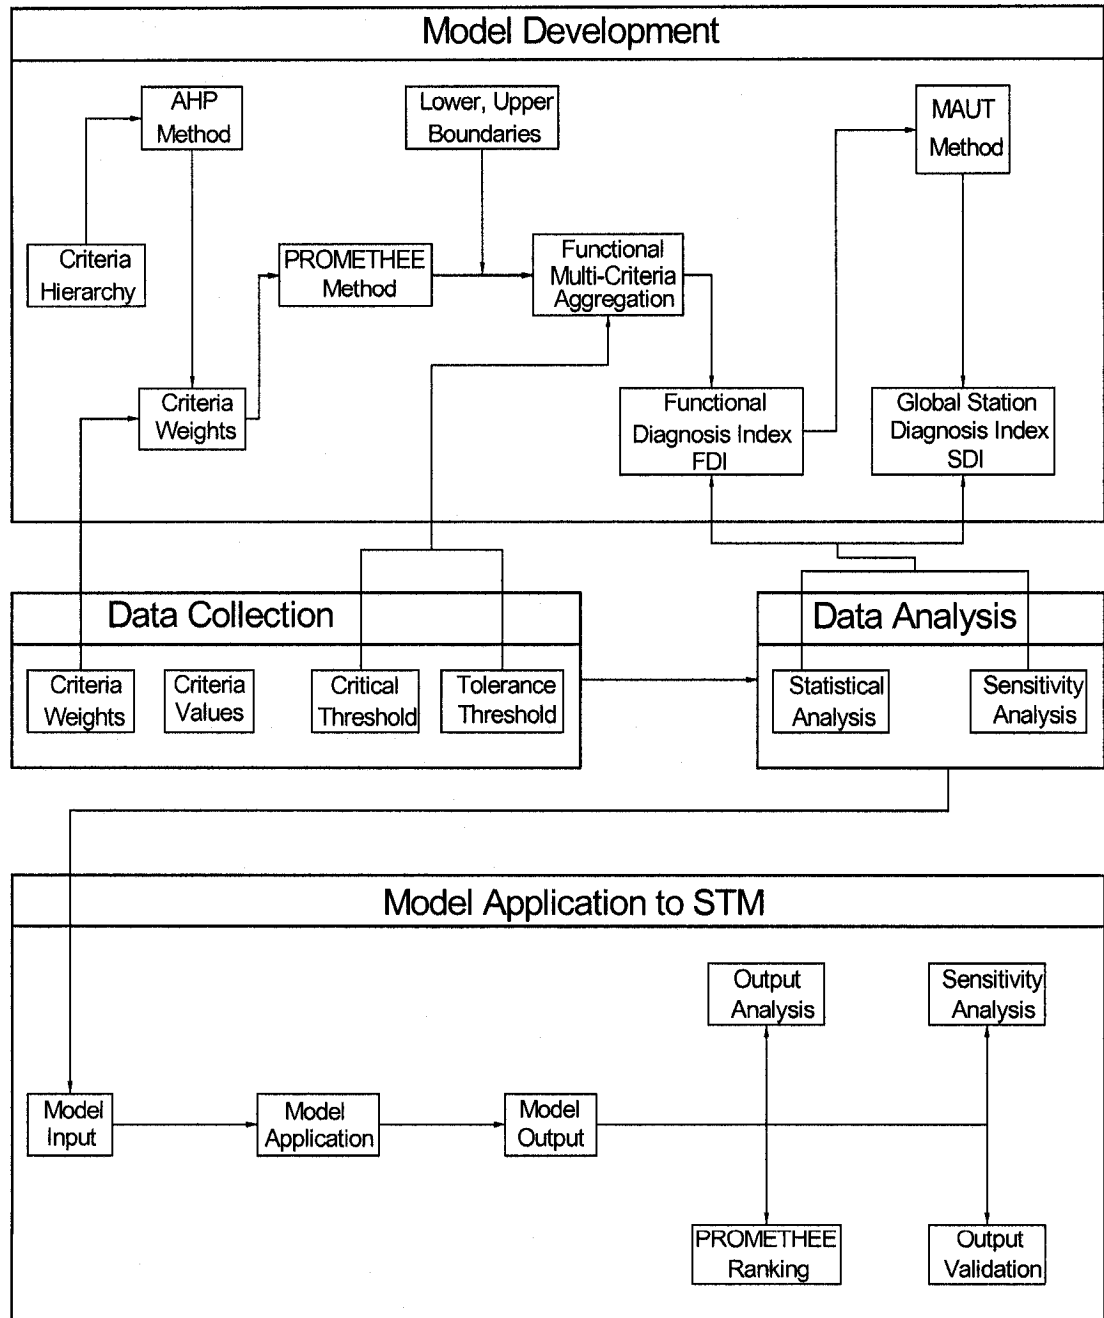 Model Development
AHP
Method
Lower, Upper
Boundaries
MAUT
Method
Criteria
Hierarchy
PROMETHEE
Method
Functional
Multi-Criteria
Aggregation
Criteria
Weights
Functional
Diagnosis Index
FDI
Global Station
Diagnosis Index
SDI
Data Collection
Criteria
Weights
Criteria
Values
Critical
Threshold
Tolerance
Threshold
Data Analysis
Statistical
Analysis
Sensitivity
Analysis
Model Application to STM
Output
Analysis
Sensitivity
Analysis
Model
Input
Model
Application
Model
Output
PROMETHEE
Ranking
Output
Validation